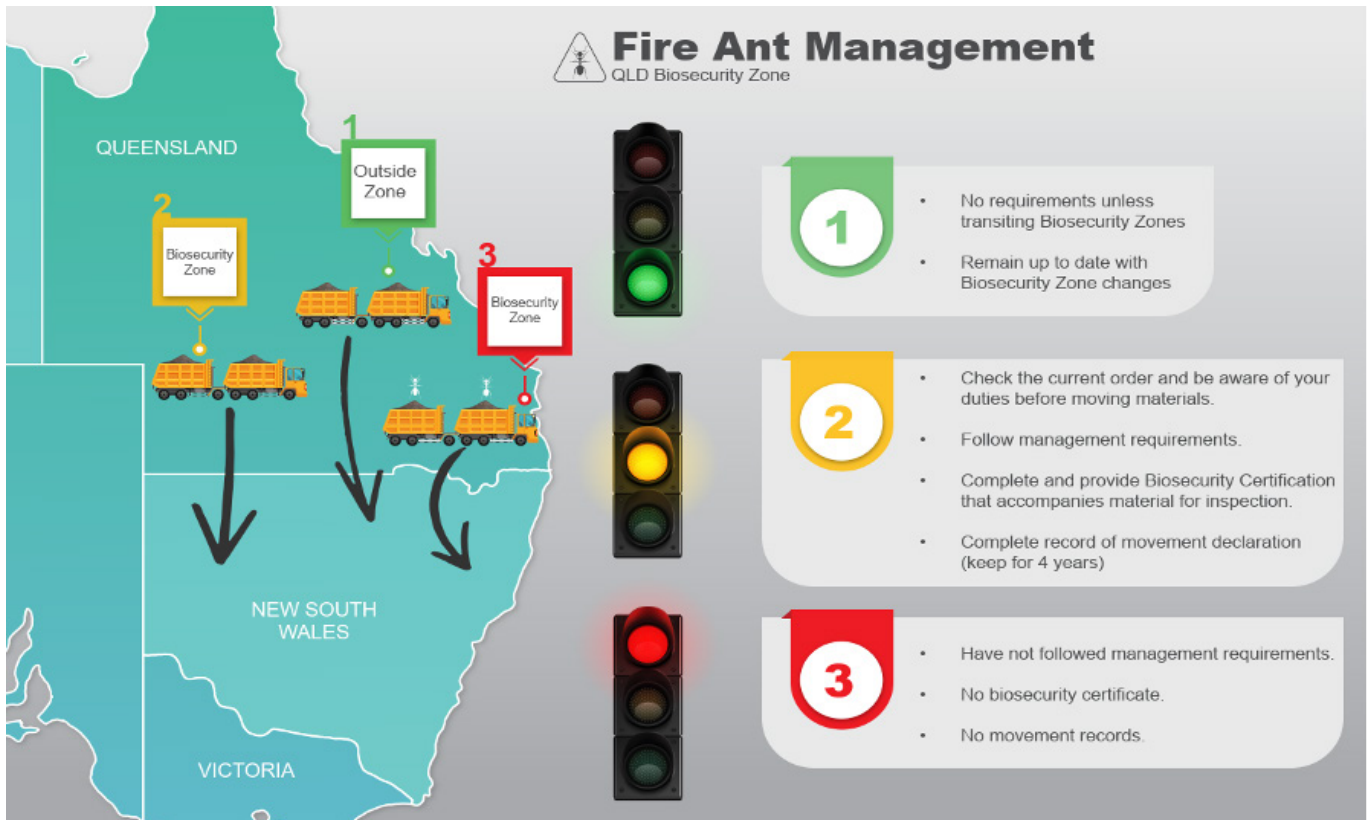 Fire Ant Management
QLD Biosecurity Zone
QUEENSLAND
1
Outside
Zone
2
Biosecurity
Zone
3
Biosecurity
Zone
NEW SOUTH
WALES
VICTORIA
1
• No requirements unless
transiting Biosecurity Zones
• Remain up to date with
Biosecurity Zone changes
2
• Check the current order and be aware of your
duties before moving materials.
• Follow management requirements.
• Complete and provide Biosecurity Certification
that accompanies material for inspection.
• Complete record of movement declaration
(keep for 4 years)
3
• Have not followed management requirements.
• No biosecurity certificate.
• No movement records.